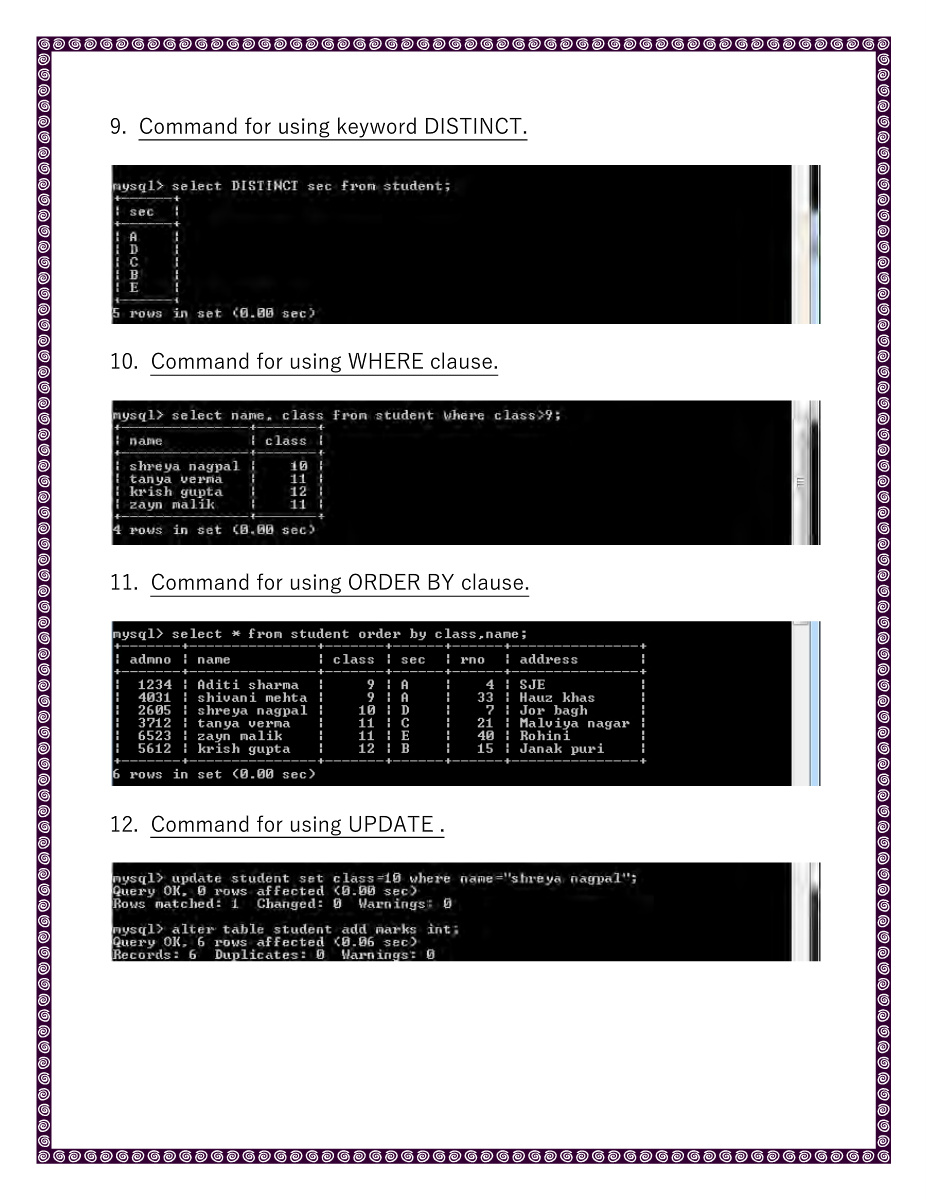 9. Command for using keyword DISTINCT.
mysql> select DISTINCT sec from student;
+------+
| sec  |
+------+
| A    |
| D    |
| C    |
| B    |
| E    |
+------+
5 rows in set (0.00 sec)
10. Command for using WHERE clause.
mysql> select name, class from student where class>9;
+---------------+-------+
| name          | class |
+---------------+-------+
| shreya nagpal |    10 |
| tanya verma   |    11 |
| krish gupta   |    12 |
| zayn malik    |    11 |
+---------------+-------+
4 rows in set (0.00 sec)
11. Command for using ORDER BY clause.
mysql> select * from student order by class,name;
+-------+---------------+-------+------+------+---------------+
| admno | name          | class | sec  | rno  | address       |
+-------+---------------+-------+------+------+---------------+
|  1234 | Aditi sharma  |     9 | A    |    4 | SJE           |
|  4031 | shivani mehta |     9 | A    |   33 | Hauz khas     |
|  2605 | shreya nagpal |    10 | D    |    7 | Jor bagh      |
|  3712 | tanya verma   |    11 | C    |   21 | Malviya nagar |
|  6523 | zayn malik    |    11 | E    |   40 | Rohini        |
|  5612 | krish gupta   |    12 | B    |   15 | Janak puri    |
+-------+---------------+-------+------+------+---------------+
6 rows in set (0.00 sec)
12. Command for using UPDATE .
mysql> update student set class=10 where name="shreya nagpal";
Query OK, 0 rows affected (0.00 sec)
Rows matched: 1  Changed: 0  Warnings: 0
mysql> alter table student add marks int;
Query OK, 6 rows affected (0.06 sec)
Records: 6  Duplicates: 0  Warnings: 0